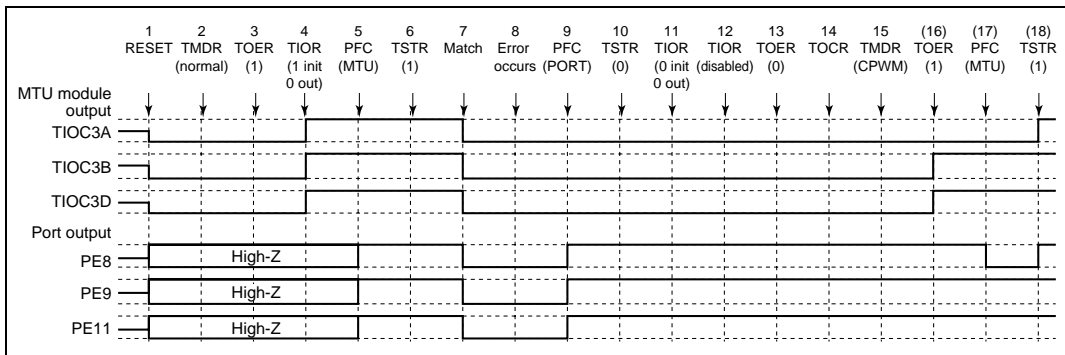 1 2 3 4 5 6 7 8 9 10 11 12 13 14 15 (16) (17) (18)
RESET TMDR TOER TIOR PFC TSTR Match Error PFC TSTR TIOR TIOR TOER TOCR TMDR TOER PFC TSTR
(normal) (1) (1 init (MTU) (1) occurs (PORT) (0) (0 init (disabled) (0) (CPWM) (1) (MTU) (1)
0 out) 0 out)
MTU module
output
TIOC3A
TIOC3B
TIOC3D
Port output
PE8 High-Z
PE9 High-Z
PE11 High-Z